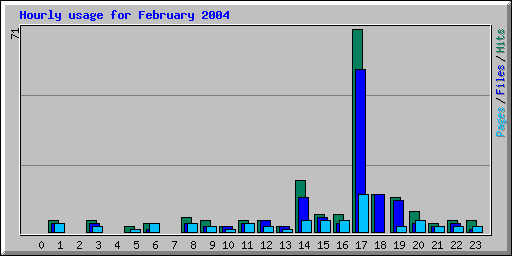 Hourly usage for February 2004
71
Pages/Files/Hits
0 1 2 3 4 5 6 7 8 9 10 11 12 13 14 15 16 17 18 19 20 21 22 23